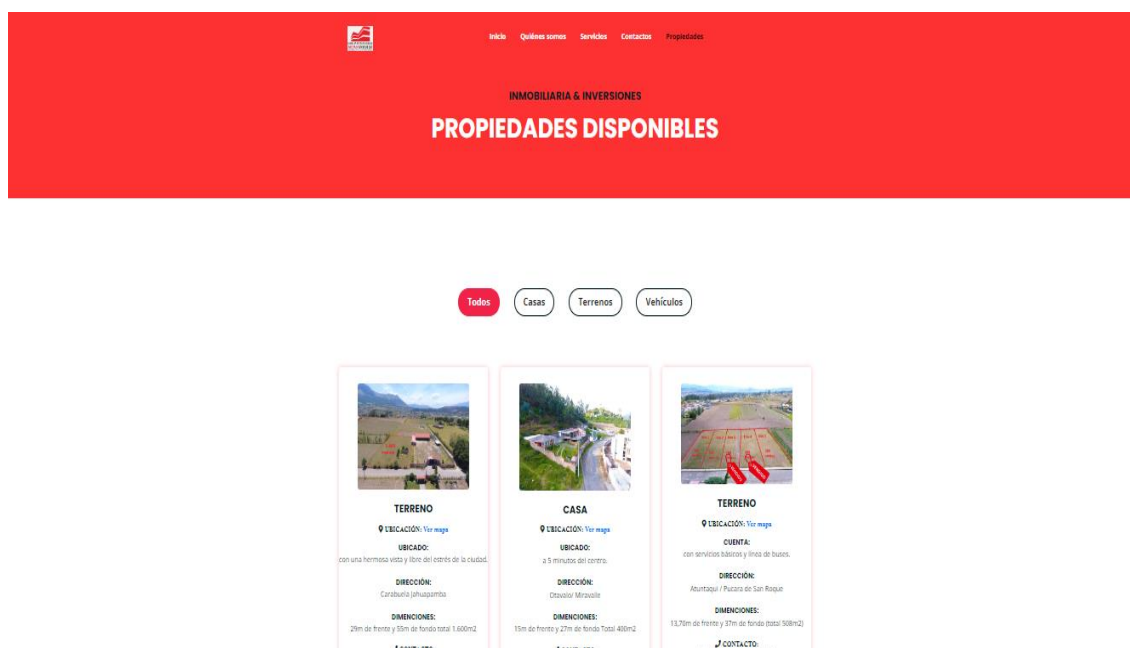 Inicio Quiénes somos Servicios Contactos Propiedades
INMOBILIARIA & INVERSIONES
PROPIEDADES DISPONIBLES
Todos Casas Terrenos Vehículos
TERRENO
UBICACIÓN: Ver mapa
UBICADO:
con una hermosa vista y libre del estrés de la ciudad.
DIRECCIÓN:
Carabuela Jahuapamba
DIMENCIONES:
29m de frente y 55m de fondo total 1.600m2
CONTACTO:
CASA
UBICACIÓN: Ver mapa
UBICADO:
a 5 minutos del centro.
DIRECCIÓN:
Otavalo/ Miravalle
DIMENCIONES:
15m de frente y 27m de fondo Total 400m2
CONTACTO:
TERRENO
UBICACIÓN: Ver mapa
CUENTA:
con servicios básicos y línea de buses.
DIRECCIÓN:
Atuntaqui / Pucara de San Roque
DIMENCIONES:
13,70m de frente y 37m de fondo (total 508m2)
CONTACTO: